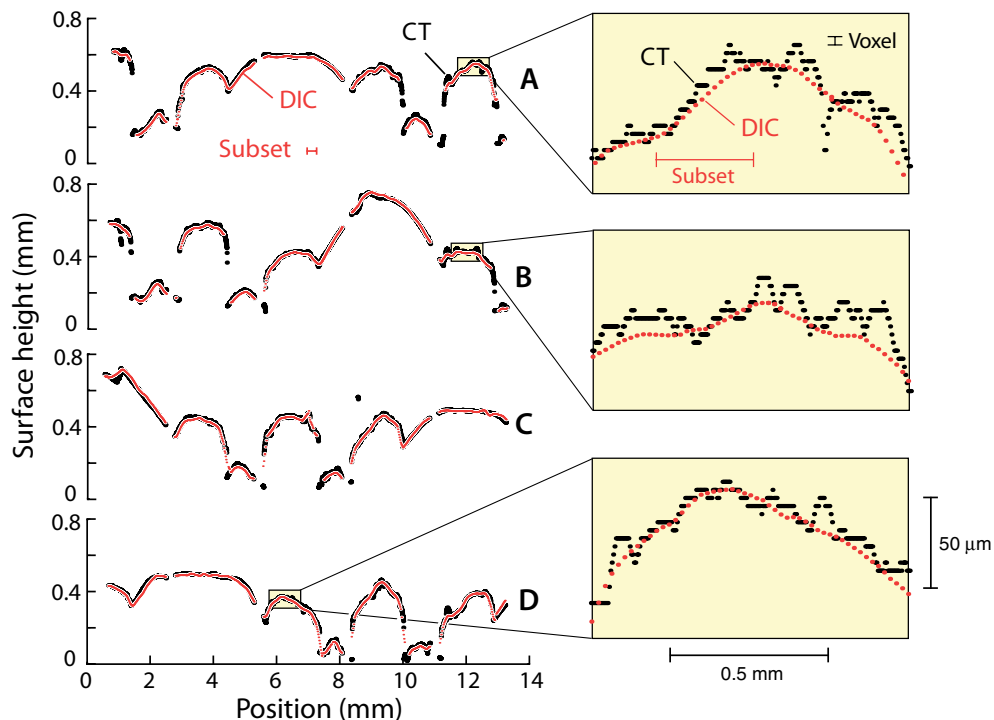 0.8
0.4
0
CT
DIC
Subset
A
CT
DIC
Subset
Voxel
0.8
0.4
0
B
0.8
0.4
0
C
0.8
0.4
0
D
50 μm
0.5 mm
0 2 4 6 8 10 12 14
Position (mm)
Surface height (mm)